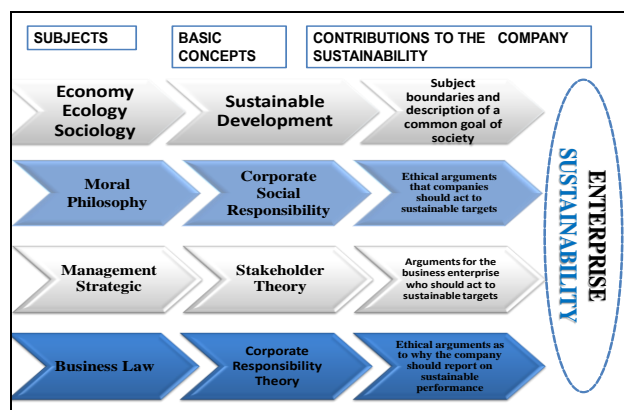 SUBJECTS
BASIC
CONCEPTS
CONTRIBUTIONS TO THE COMPANY
SUSTAINABILITY
Economy
Ecology
Sociology
Sustainable
Development
Subject
boundaries and
description of a
common goal of
society
Moral
Philosophy
Corporate
Social
Responsibility
Ethical arguments
that companies
should act to
sustainable targets
Management
Strategic
Stakeholder
Theory
Arguments for the
business enterprise
who should act to
sustainable targets
Business Law
Corporate
Responsibility
Theory
Ethical arguments as
to why the company
should report on
sustainable
performance
ENTERPRISE
SUSTAINABILITY